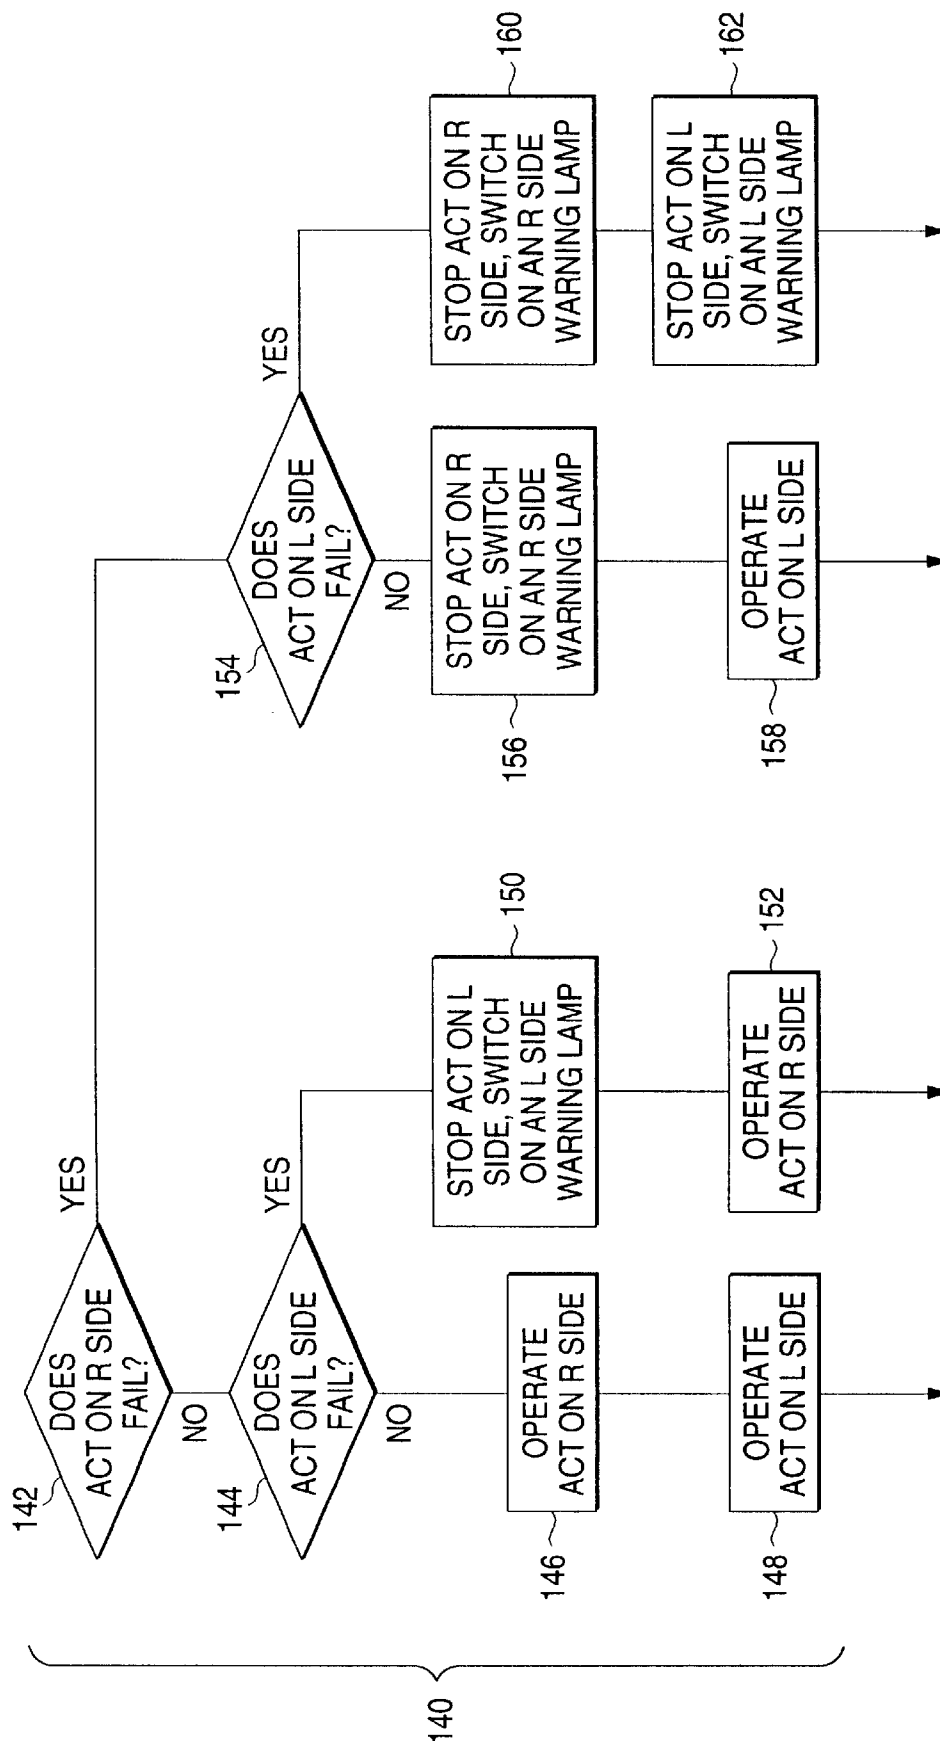 140
142
DOES
ACT ON R SIDE
FAIL?
YES
NO
144
DOES
ACT ON L SIDE
FAIL?
YES
NO
146
OPERATE
ACT ON R SIDE
148
OPERATE
ACT ON L SIDE
150
STOP ACT ON L
SIDE, SWITCH
ON AN L SIDE
WARNING LAMP
152
OPERATE
ACT ON R SIDE
154
DOES
ACT ON L SIDE
FAIL?
YES
NO
156
STOP ACT ON R
SIDE, SWITCH
ON AN R SIDE
WARNING LAMP
158
OPERATE
ACT ON L SIDE
160
STOP ACT ON R
SIDE, SWITCH
ON AN R SIDE
WARNING LAMP
162
STOP ACT ON L
SIDE, SWITCH
ON AN L SIDE
WARNING LAMP